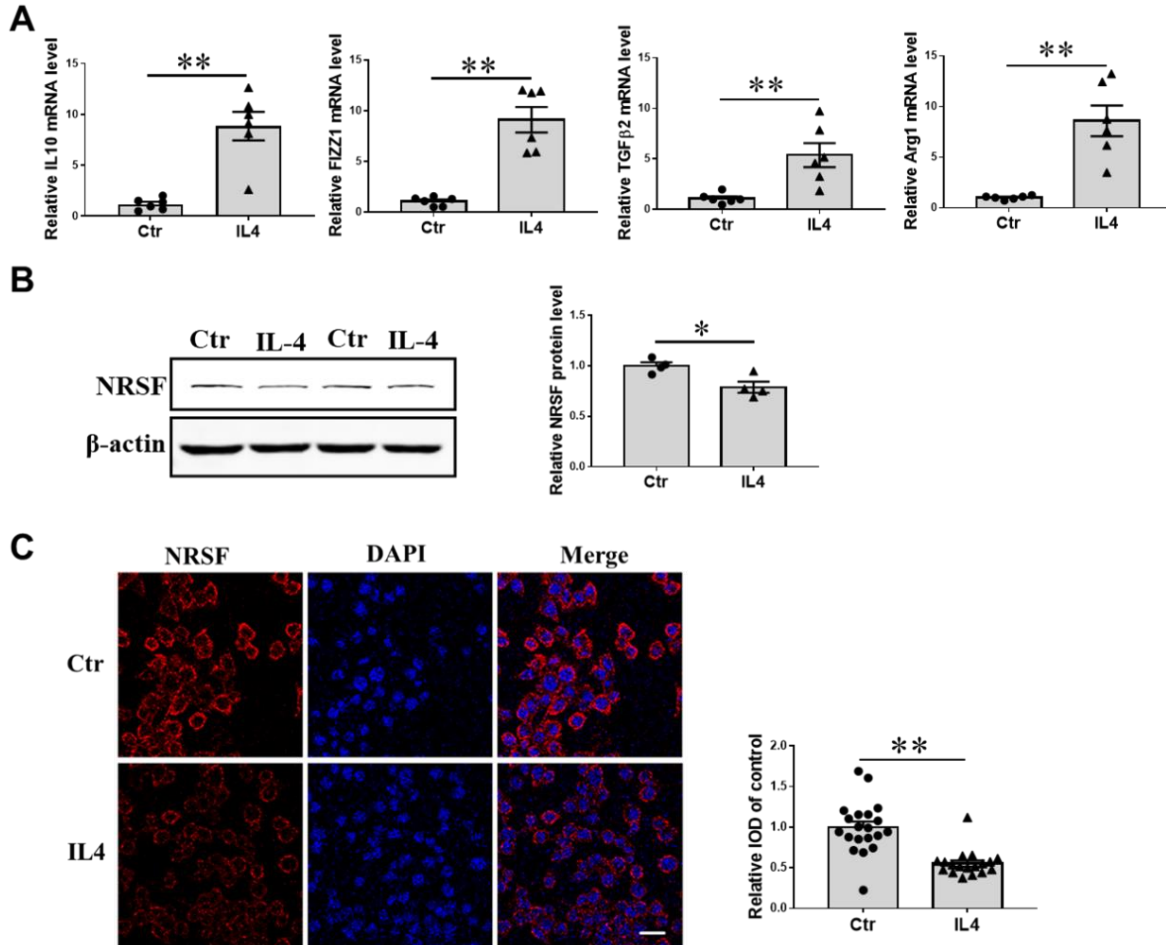 A
Relative IL10 mRNA level
15
10
5
0
**
Ctr
IL4
Relative FIZZ1 mRNA level
15
10
5
0
**
Ctr
IL4
Relative TGFβ2 mRNA level
15
10
5
0
**
Ctr
IL4
Relative Arg1 mRNA level
15
10
5
0
**
Ctr
IL4
B
Ctr IL-4 Ctr IL-4
NRSF
β-actin
Relative NRSF protein level
1.5
1.0
0.5
0.0
*
Ctr
IL4
C
NRSF DAPI Merge
Ctr
IL4
Relative IOD of control
2.0
1.5
1.0
0.5
0.0
**
Ctr
IL4